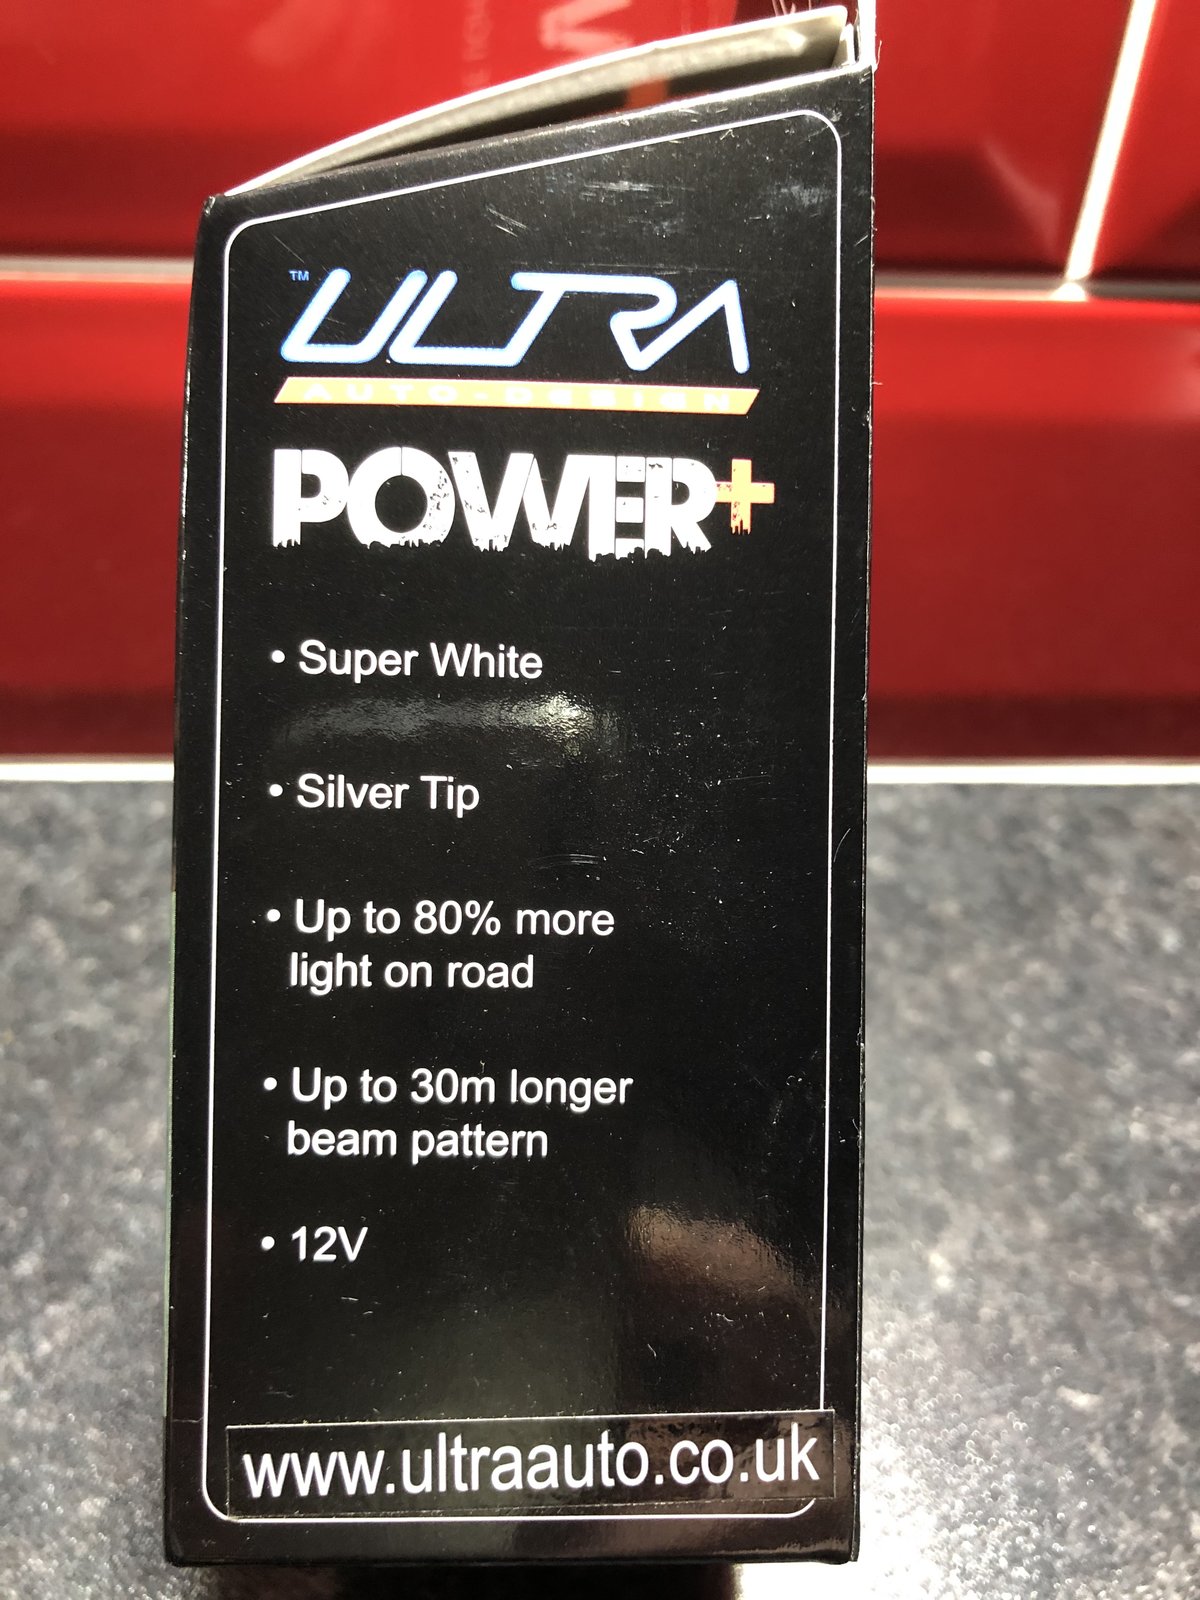 ™ ULTRA
AUTO-DESIGN
POWER+
• Super White
• Silver Tip
• Up to 80% more
light on road
• Up to 30m longer
beam pattern
• 12V
www.ultraauto.co.uk